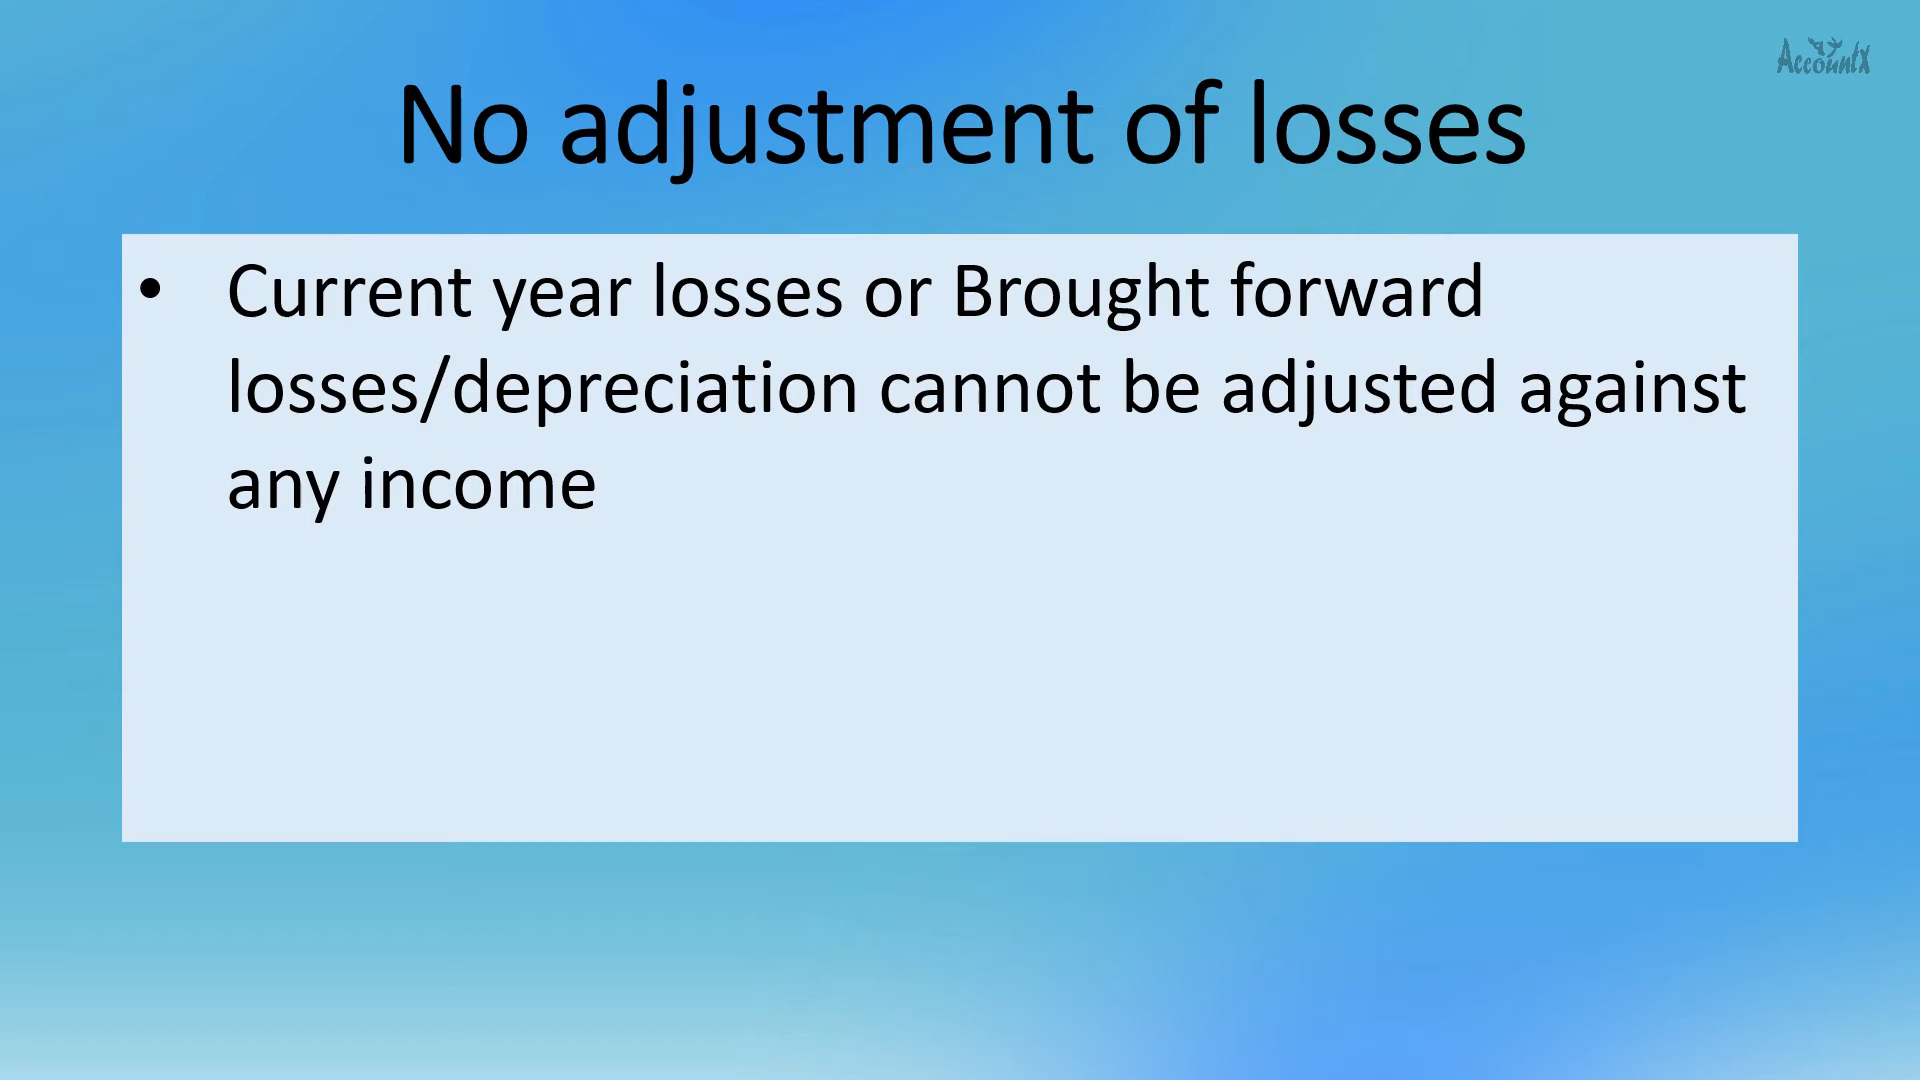 AccountX
No adjustment of losses
• Current year losses or Brought forward
losses/depreciation cannot be adjusted against
any income